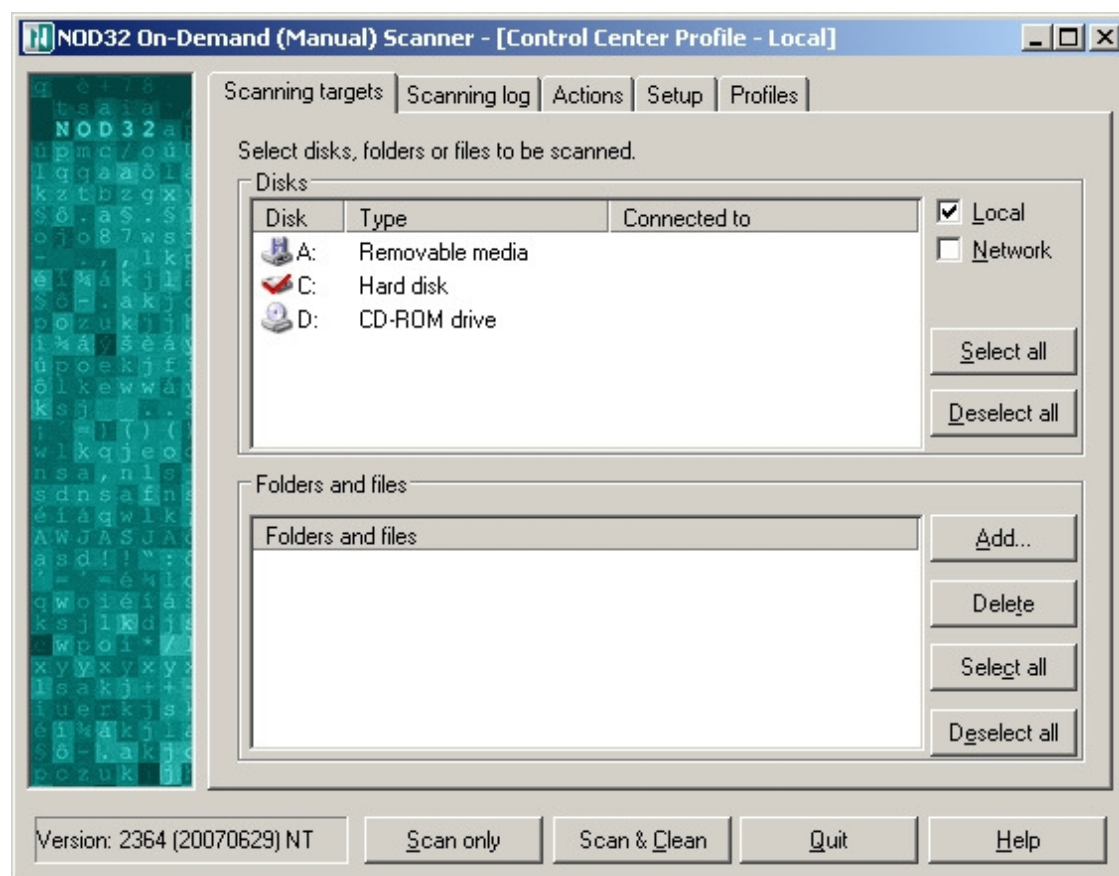 NOD32 On-Demand (Manual) Scanner - [Control Center Profile - Local]
Scanning targets Scanning log Actions Setup Profiles
NOD32
Select disks, folders or files to be scanned.
Disks
Disk Type Connected to
A: Removable media
C: Hard disk
D: CD-ROM drive
Local
Network
Select all
Deselect all
Folders and files
Folders and files
Add...
Delete
Select all
Deselect all
Version: 2364 (20070629) NT Scan only Scan & Clean Quit Help